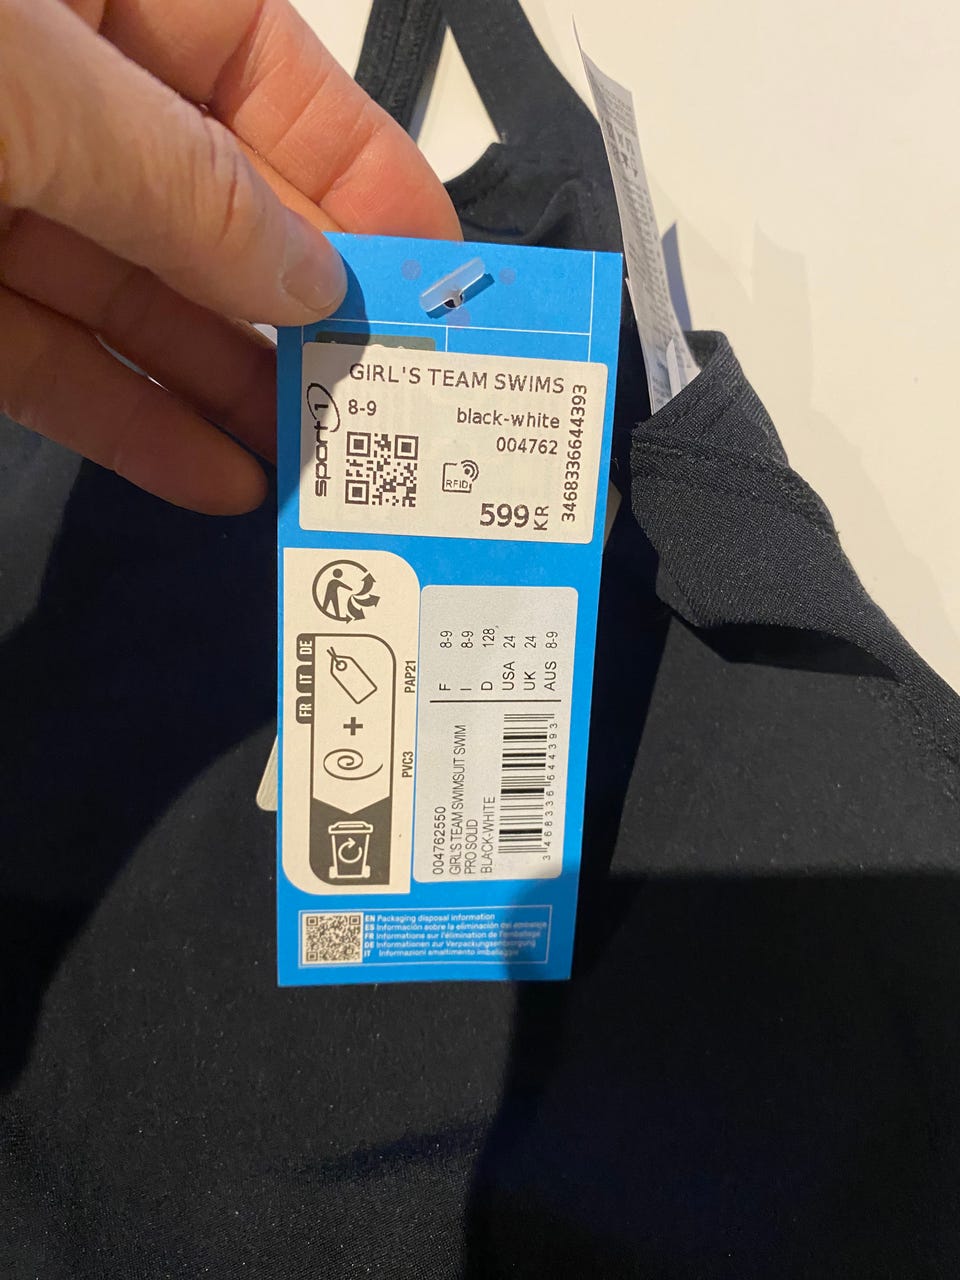 GIRL'S TEAM SWIMS
8-9
black-white
004762
sport1
RFID
599 KR
3468336644393
FR IT DE
PVC3
PAP21
F 8-9
I 8-9
D 128
USA 24
UK 24
AUS 8-9
004762550
GIRL'S TEAM SWIMSUIT SWIM
PRO SOLID
BLACK-WHITE
3468336644393
EN Packaging disposal information
ES Información sobre la eliminación del embalaje
FR Informations sur l'élimination de l'emballage
DE Informationen zur Verpackungsentsorgung
IT Informazioni smaltimento imballaggio